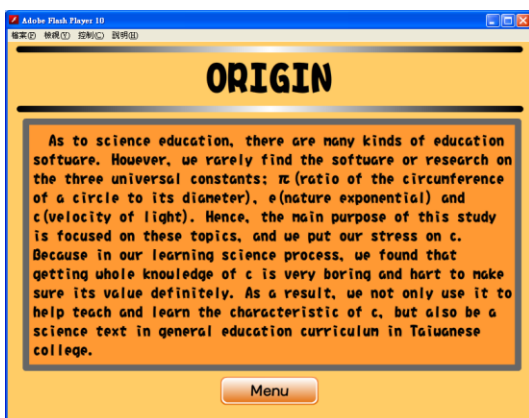 Adobe Flash Player 10
檔案(F) 檢視(V) 控制(C) 說明(H)
ORIGIN
As to science education, there are many kinds of education
software. However, we rarely find the software or research on
the three universal constants; π (ratio of the circumference
of a circle to its diameter), e(nature exponential) and
c(velocity of light). Hence, the main purpose of this study
is focused on these topics, and we put our stress on c.
Because in our learning science process, we found that
getting whole knowledge of c is very boring and hart to make
sure its value definitely. As a result, we not only use it to
help teach and learn the characteristic of c, but also be a
science text in general education curriculum in Taiwanese
college.
Menu